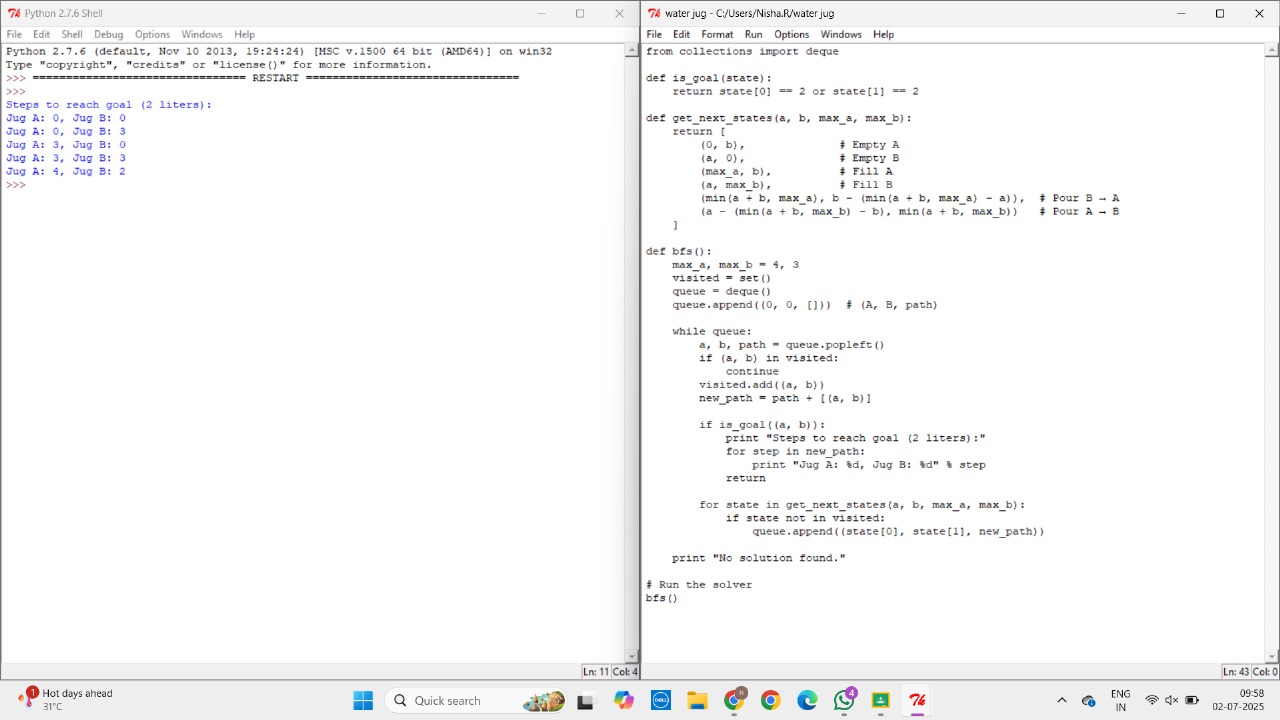 Python 2.7.6 Shell
File Edit Shell Debug Options Windows Help
Python 2.7.6 (default, Nov 10 2013, 19:24:24) [MSC v.1500 64 bit (AMD64)] on win32
Type "copyright", "credits" or "license()" for more information.
>>> ================================ RESTART ================================
>>>
Steps to reach goal (2 liters):
Jug A: 0, Jug B: 0
Jug A: 0, Jug B: 3
Jug A: 3, Jug B: 0
Jug A: 3, Jug B: 3
Jug A: 4, Jug B: 2
>>>
Ln: 11 Col: 4
water jug - C:/Users/Nisha.R/water jug
File Edit Format Run Options Windows Help
from collections import deque
def is_goal(state):
    return state[0] == 2 or state[1] == 2
def get_next_states(a, b, max_a, max_b):
    return [
        (0, b),              # Empty A
        (a, 0),              # Empty B
        (max_a, b),          # Fill A
        (a, max_b),          # Fill B
        (min(a + b, max_a), b - (min(a + b, max_a) - a)),  # Pour B → A
        (a - (min(a + b, max_b) - b), min(a + b, max_b))   # Pour A → B
    ]
def bfs():
    max_a, max_b = 4, 3
    visited = set()
    queue = deque()
    queue.append((0, 0, []))  # (A, B, path)
    while queue:
        a, b, path = queue.popleft()
        if (a, b) in visited:
            continue
        visited.add((a, b))
        new_path = path + [(a, b)]
        if is_goal((a, b)):
            print "Steps to reach goal (2 liters):"
            for step in new_path:
                print "Jug A: %d, Jug B: %d" % step
            return
        for state in get_next_states(a, b, max_a, max_b):
            if state not in visited:
                queue.append((state[0], state[1], new_path))
    print "No solution found."
# Run the solver
bfs()
Ln: 43 Col: 0
1
Hot days ahead
31°C
Quick search
DELL
4
ENG
IN
09:58
02-07-2025